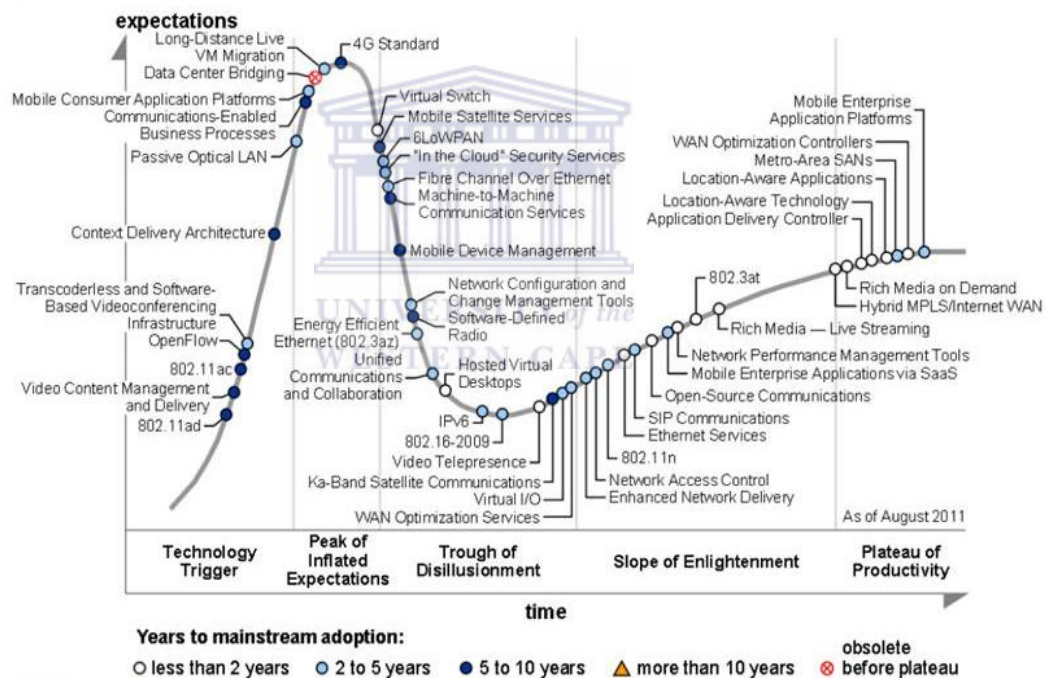 expectations
Long-Distance Live
VM Migration
Data Center Bridging
Mobile Consumer Application Platforms
Communications-Enabled
Business Processes
Passive Optical LAN
Context Delivery Architecture
Transcoderless and Software-
Based Videoconferencing
Infrastructure
OpenFlow
802.11ac
Video Content Management
and Delivery
802.11ad
4G Standard
Virtual Switch
Mobile Satellite Services
6LoWPAN
"In the Cloud" Security Services
Fibre Channel Over Ethernet
Machine-to-Machine
Communication Services
Mobile Device Management
Network Configuration and
Change Management Tools
Software-Defined
Radio
Energy Efficient
Ethernet (802.3az)
Unified
Communications
and Collaboration
Hosted Virtual
Desktops
IPv6
802.16-2009
Video Telepresence
Ka-Band Satellite Communications
Virtual I/O
WAN Optimization Services
Enhanced Network Delivery
Network Access Control
802.11n
Ethernet Services
SIP Communications
Open-Source Communications
Mobile Enterprise Applications via SaaS
Network Performance Management Tools
802.3at
Rich Media — Live Streaming
Mobile Enterprise
Application Platforms
WAN Optimization Controllers
Metro-Area SANs
Location-Aware Applications
Location-Aware Technology
Application Delivery Controller
Rich Media on Demand
Hybrid MPLS/Internet WAN
UNIVERSITY of the
WESTERN CAPE
As of August 2011
Technology
Trigger
Peak of
Inflated
Expectations
Trough of
Disillusionment
Slope of Enlightenment
Plateau of
Productivity
time
Years to mainstream adoption:
less than 2 years
2 to 5 years
5 to 10 years
more than 10 years
obsolete
before plateau